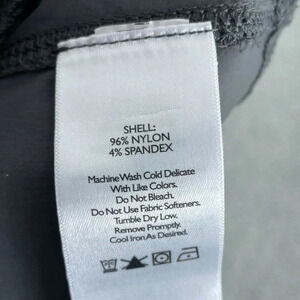 SHELL:
96% NYLON
4% SPANDEX
Machine Wash Cold Delicate
With Like Colors.
Do Not Bleach.
Do Not Use Fabric Softeners.
Tumble Dry Low.
Remove Promptly.
Cool Iron As Desired.